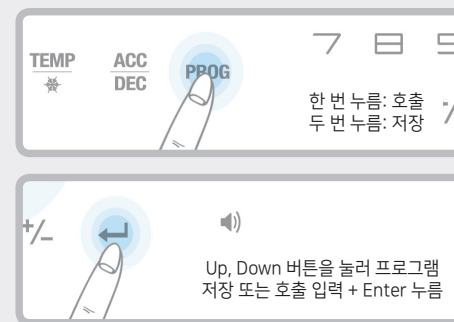 TEMP
ACC
DEC
PROG
7 8
한 번 누름: 호출
두 번 누름: 저장
+/-
Up, Down 버튼을 눌러 프로그램
저장 또는 호출 입력 + Enter 누름